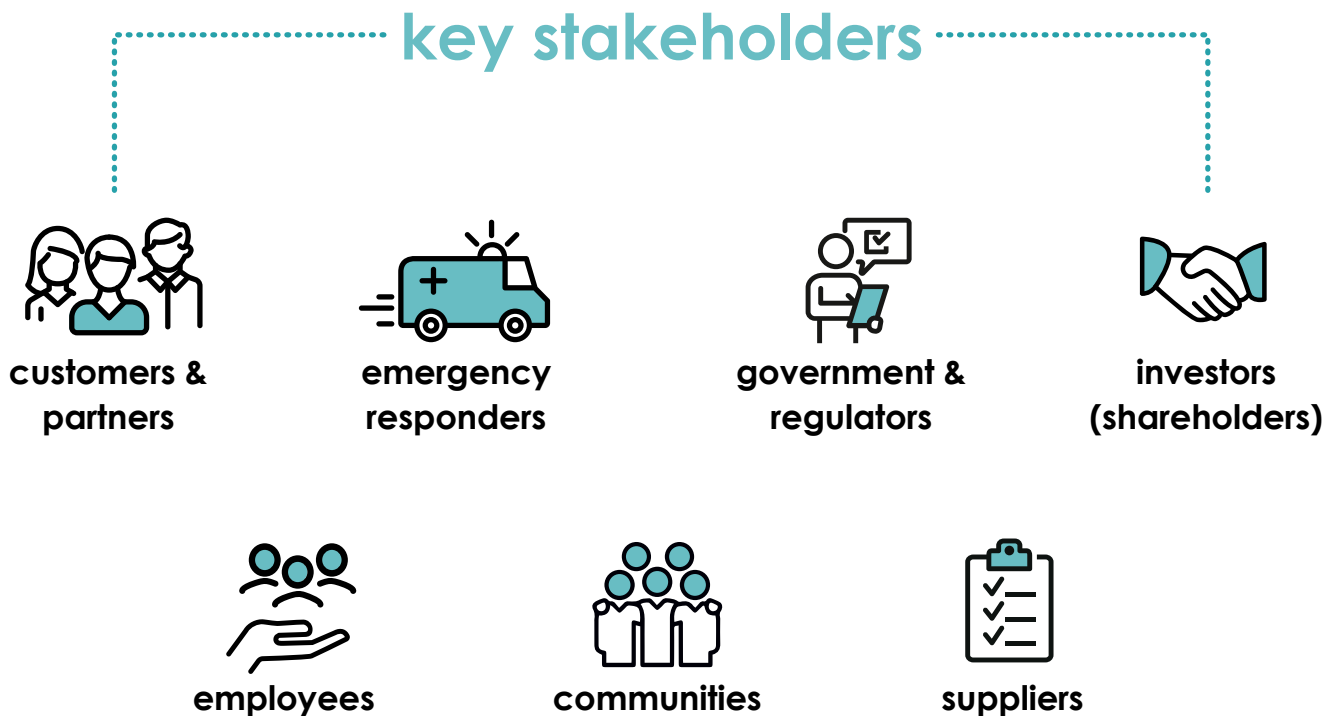 key stakeholders
customers &
partners
emergency
responders
government &
regulators
investors
(shareholders)
employees
communities
suppliers